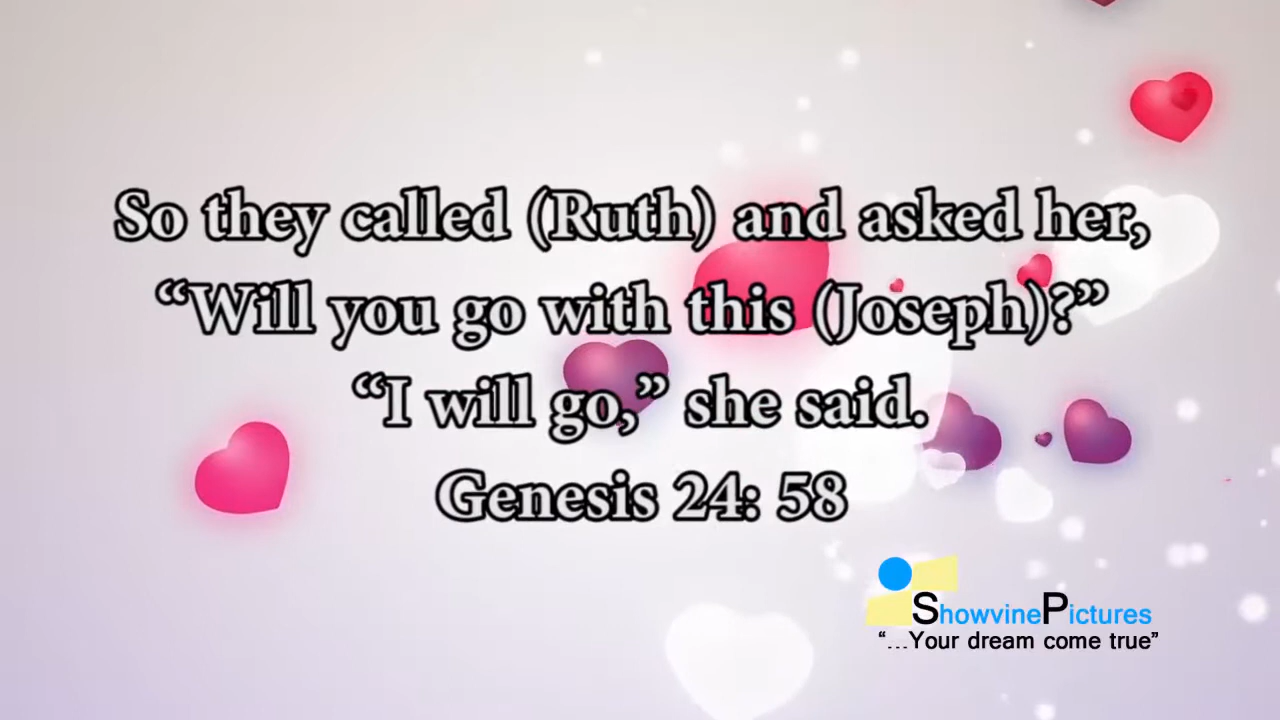 So they called (Ruth) and asked her,
“Will you go with this (Joseph)?”
“I will go,” she said.
Genesis 24: 58
ShowvinePictures
“...Your dream come true”